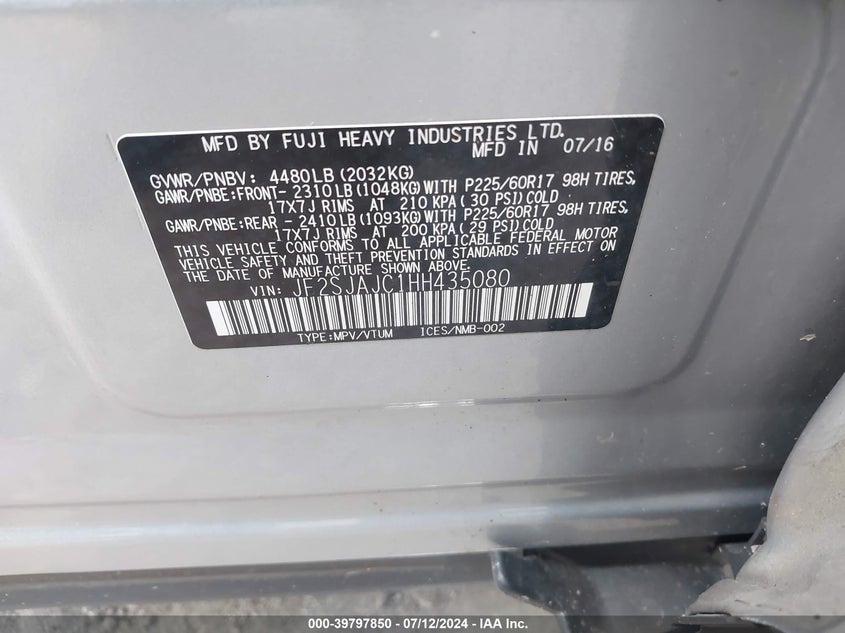 MFD BY FUJI HEAVY INDUSTRIES LTD.
MFD IN 07/16
GVWR/PNBV: 4480LB (2032KG)
GAWR/PNBE:FRONT- 2310LB (1048KG)WITH P225/60R17 98H TIRES,
17X7J RIMS AT 210 KPA( 30 PSI)COLD
GAWR/PNBE:REAR - 2410LB (1093KG)WITH P225/60R17 98H TIRES,
17X7J RIMS AT 200 KPA( 29 PSI)COLD
THIS VEHICLE CONFORMS TO ALL APPLICABLE FEDERAL MOTOR
VEHICLE SAFETY AND THEFT PREVENTION STANDARDS IN EFFECT ON
THE DATE OF MANUFACTURE SHOWN ABOVE.
VIN: JF2SJAJC1HH435080
TYPE:MPV/VTUM ICES/NMB-002
000-39797850 / 07/12/2024 - IAA Inc.